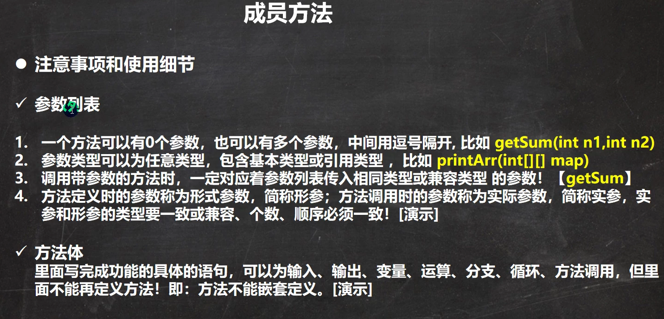 成员方法
● 注意事项和使用细节
✓ 参数列表
1. 一个方法可以有0个参数，也可以有多个参数，中间用逗号隔开, 比如 getSum(int n1,int n2)
2. 参数类型可以为任意类型，包含基本类型或引用类型 ，比如 printArr(int[][] map)
3. 调用带参数的方法时，一定对应着参数列表传入相同类型或兼容类型 的参数！【getSum】
4. 方法定义时的参数称为形式参数，简称形参；方法调用时的参数称为实际参数，简称实参，实
参和形参的类型要一致或兼容、个数、顺序必须一致！[演示]
✓ 方法体
里面写完成功能的具体的语句，可以为输入、输出、变量、运算、分支、循环、方法调用，但里
面不能再定义方法！即：方法不能嵌套定义。[演示]